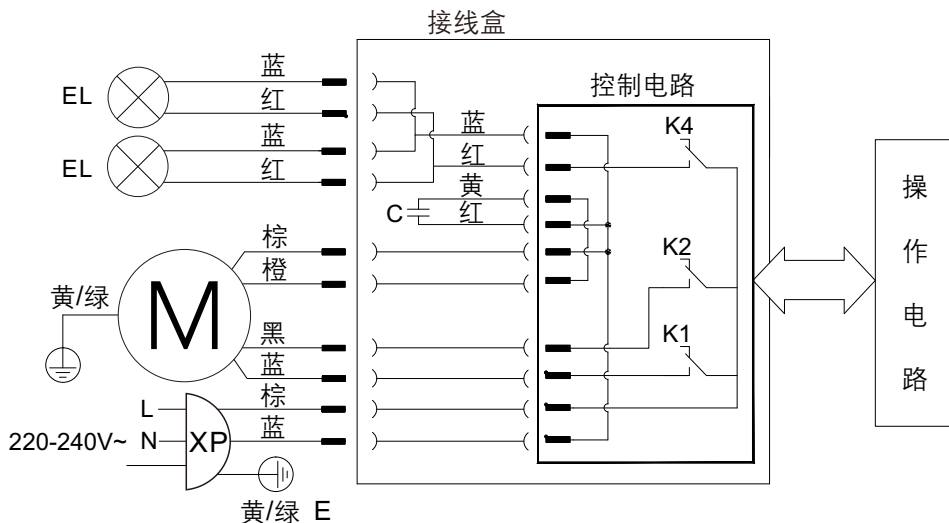 接线盒
控制电路
EL
蓝
红
EL
蓝
红
蓝
红
黄
C
红
K4
K2
K1
操作电路
棕
橙
黄/绿
M
黑
蓝
棕
蓝
L
220-240V~ N
XP
黄/绿 E